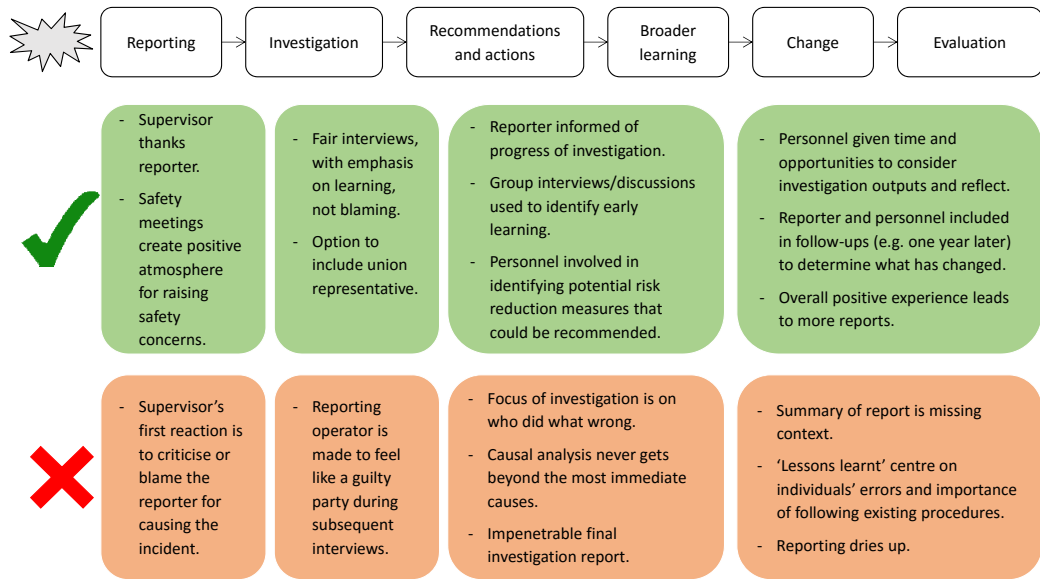 Reporting
Investigation
Recommendations
and actions
Broader
learning
Change
Evaluation
- Supervisor
thanks
reporter.
- Safety
meetings
create positive
atmosphere
for raising
safety
concerns.
- Fair interviews,
with emphasis
on learning,
not blaming.
- Option to
include union
representative.
- Reporter informed of
progress of investigation.
- Group interviews/discussions
used to identify early
learning.
- Personnel involved in
identifying potential risk
reduction measures that
could be recommended.
- Personnel given time and
opportunities to consider
investigation outputs and reflect.
- Reporter and personnel included
in follow-ups (e.g. one year later)
to determine what has changed.
- Overall positive experience leads
to more reports.
- Supervisor’s
first reaction is
to criticise or
blame the
reporter for
causing the
incident.
- Reporting
operator is
made to feel
like a guilty
party during
subsequent
interviews.
- Focus of investigation is on
who did what wrong.
- Causal analysis never gets
beyond the most immediate
causes.
- Impenetrable final
investigation report.
- Summary of report is missing
context.
- ‘Lessons learnt’ centre on
individuals’ errors and importance
of following existing procedures.
- Reporting dries up.